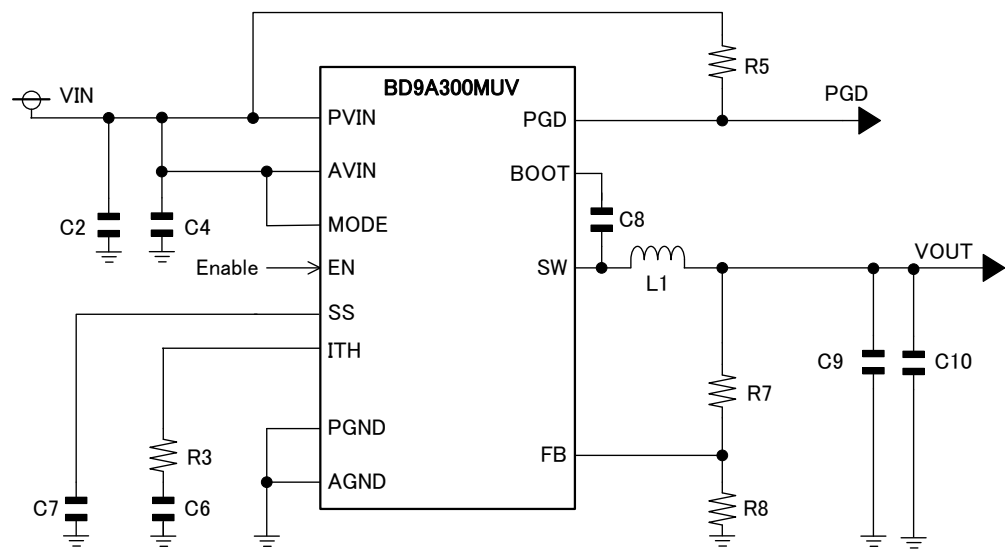 BD9A300MUV
R5
VIN
PGD
PVIN
PGD
AVIN
BOOT
C2
C4
MODE
C8
Enable
EN
SW
L1
VOUT
SS
ITH
C9
C10
R7
PGND
R3
FB
AGND
C7
C6
R8